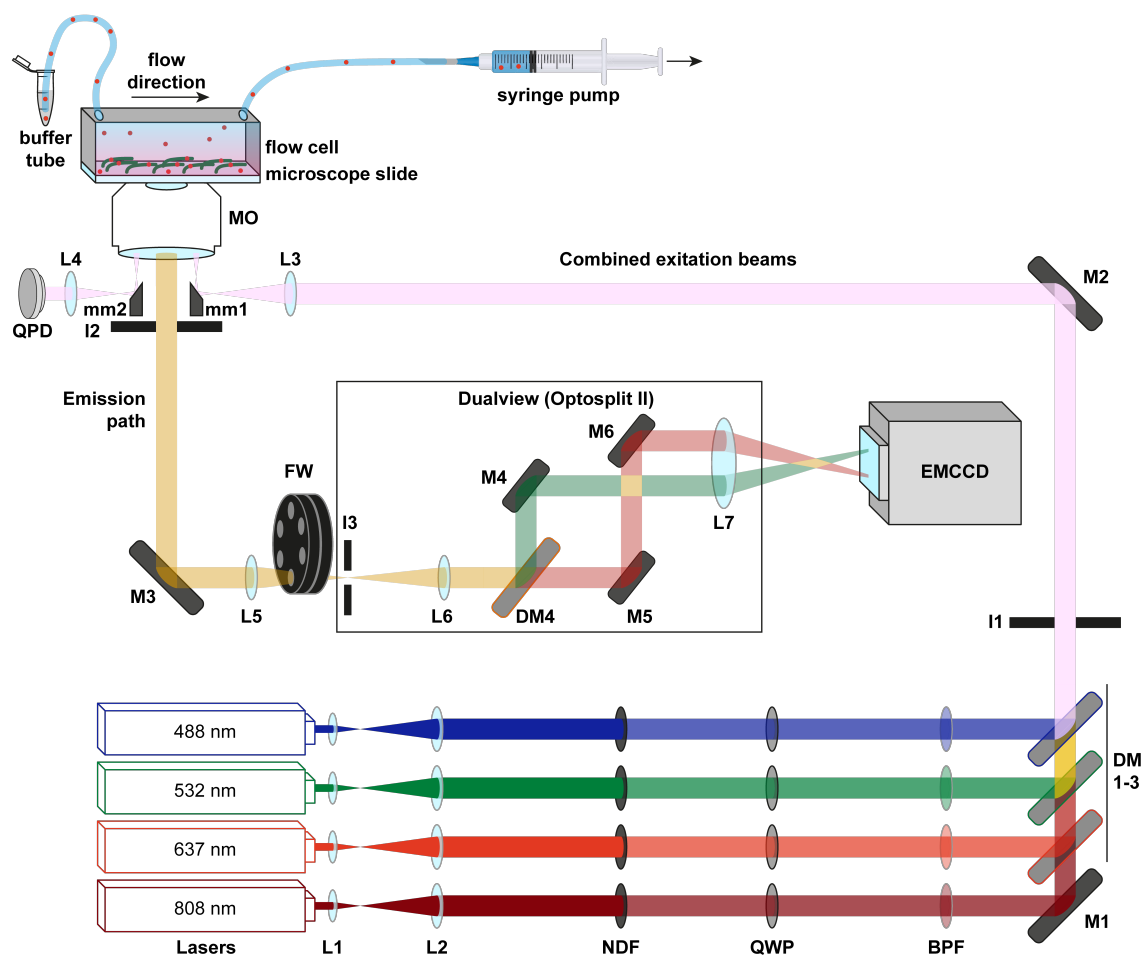 flow
direction
syringe pump
buffer
tube
flow cell
microscope slide
MO
L4
L3
Combined exitation beams
M2
mm2
mm1
QPD
I2
Emission
path
Dualview (Optosplit II)
M6
M4
EMCCD
FW
I3
L7
M3
L5
L6
DM4
M5
I1
488 nm
532 nm
637 nm
808 nm
DM
1-3
M1
Lasers
L1
L2
NDF
QWP
BPF